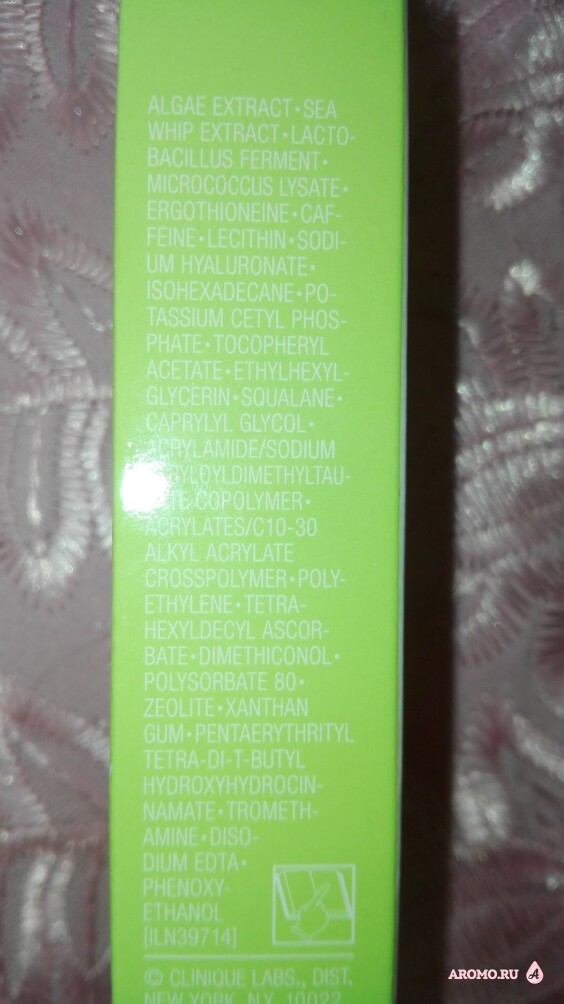 ALGAE EXTRACT•SEA
WHIP EXTRACT•LACTO-
BACILLUS FERMENT•
MICROCOCCUS LYSATE•
ERGOTHIONEINE•CAF-
FEINE•LECITHIN•SODI-
UM HYALURONATE•
ISOHEXADECANE•PO-
TASSIUM CETYL PHOS-
PHATE•TOCOPHERYL
ACETATE•ETHYLHEXYL-
GLYCERIN•SQUALANE•
CAPRYLYL GLYCOL•
ACRYLAMIDE/SODIUM
COPOLYMER•
ACRYLATES/C10-30
ALKYL ACRYLATE
CROSSPOLYMER•POLY-
ETHYLENE•TETRA-
HEXYLDECYL ASCOR-
BATE•DIMETHICONOL•
POLYSORBATE 80•
ZEOLITE•XANTHAN
GUM•PENTAERYTHRITYL
TETRA-DI-T-BUTYL
HYDROXYHYDROCIN-
NAMATE•TROMETH-
AMINE•DISO-
DIUM EDTA•
PHENOXY-
ETHANOL
[ILN39714]
© CLINIQUE LABS., DIST,
NEW YORK, N.Y. 10022
AROMO.RU